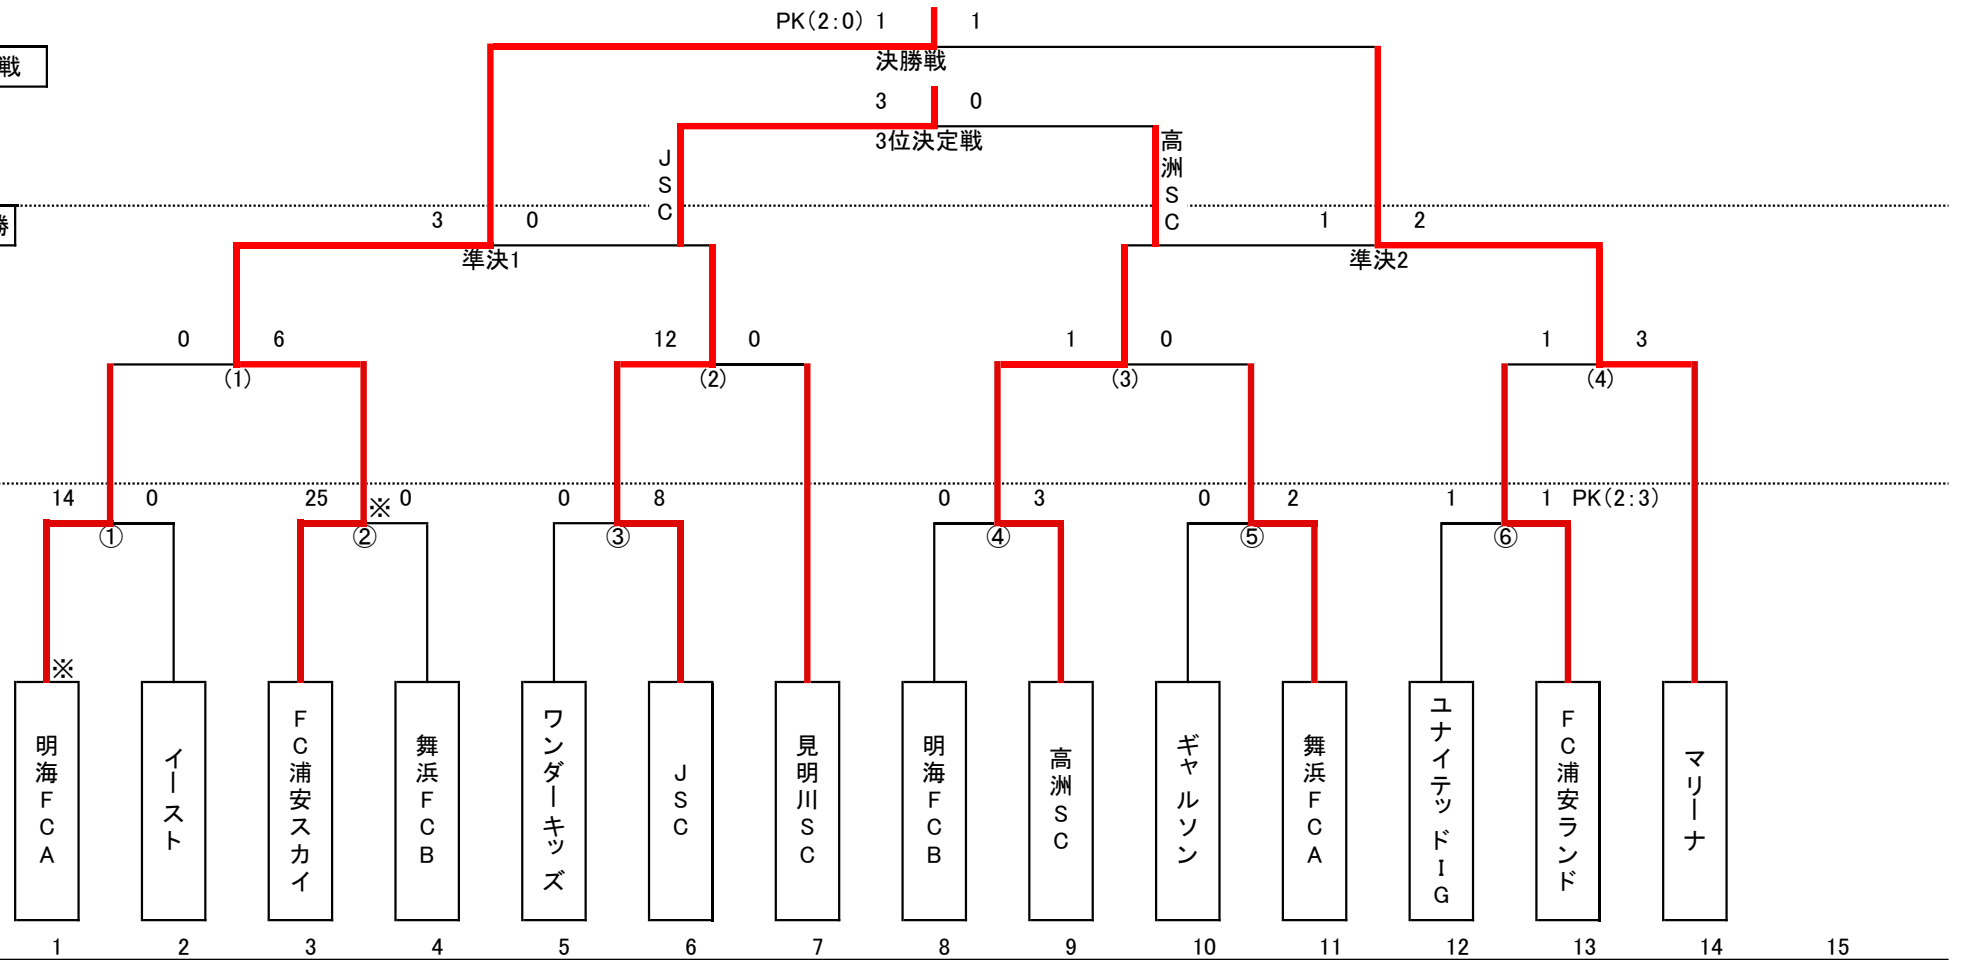 PK(2:0) 1 1
戦
決勝戦
3 0
3位決定戦
JSC
高洲SC
勝
3 0
1 2
準決1
準決2
0 6
12 0
1 0
1 3
(1)
(2)
(3)
(4)
14 0
25 ※ 0
0 8
0 3
0 2
1 1 PK(2:3)
①
②
③
④
⑤
⑥
※
明海FCA
イースト
FC浦安スカイ
舞浜FCB
ワンダーキッズ
JSC
見明川SC
明海FCB
高洲SC
ギャルソン
舞浜FCA
ユナイテッドIG
FC浦安ランド
マリーナ
1 2 3 4 5 6 7 8 9 10 11 12 13 14 15